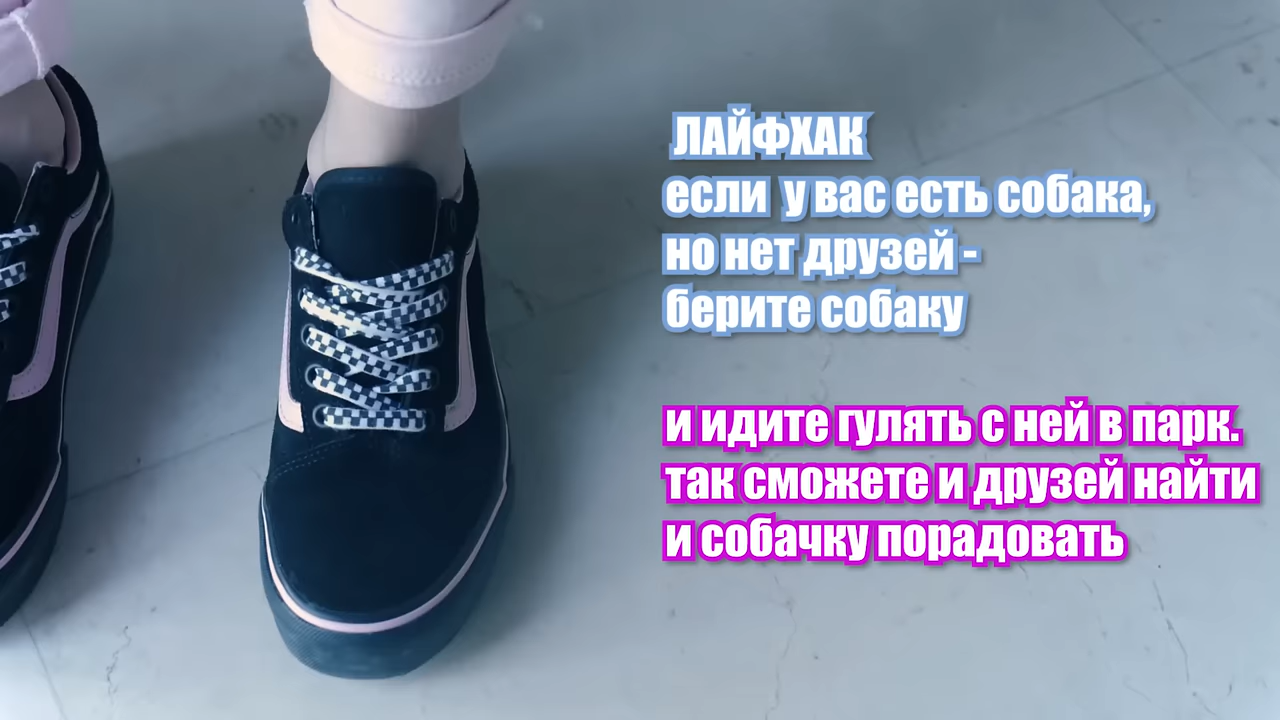 ЛАЙФХАК
если у вас есть собака,
но нет друзей -
берите собаку
и идите гулять с ней в парк.
так сможете и друзей найти
и собачку порадовать